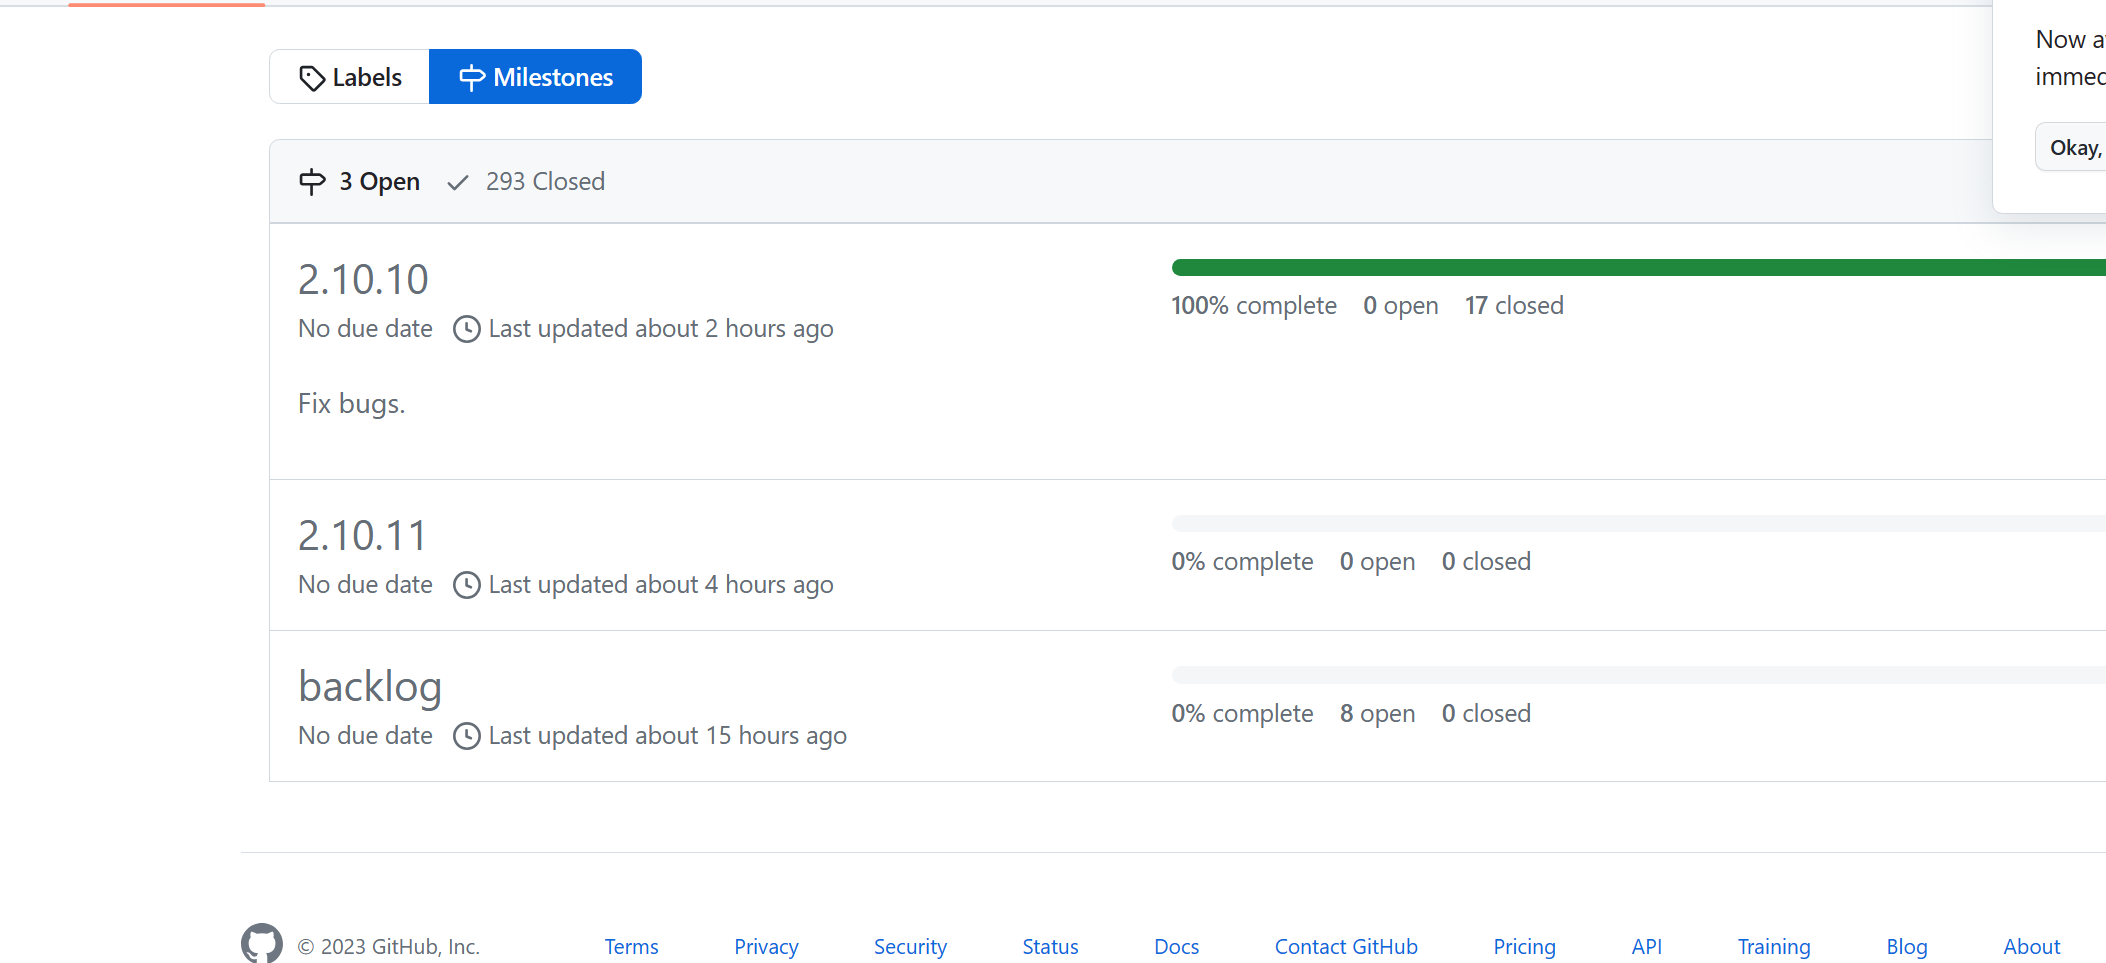 Now
Labels Milestones
Okay,
3 Open 293 Closed
2.10.10
No due date Last updated about 2 hours ago
100% complete 0 open 17 closed
Fix bugs.
2.10.11
No due date Last updated about 4 hours ago
0% complete 0 open 0 closed
backlog
No due date Last updated about 15 hours ago
0% complete 8 open 0 closed
© 2023 GitHub, Inc. Terms Privacy Security Status Docs Contact GitHub Pricing API Training Blog About